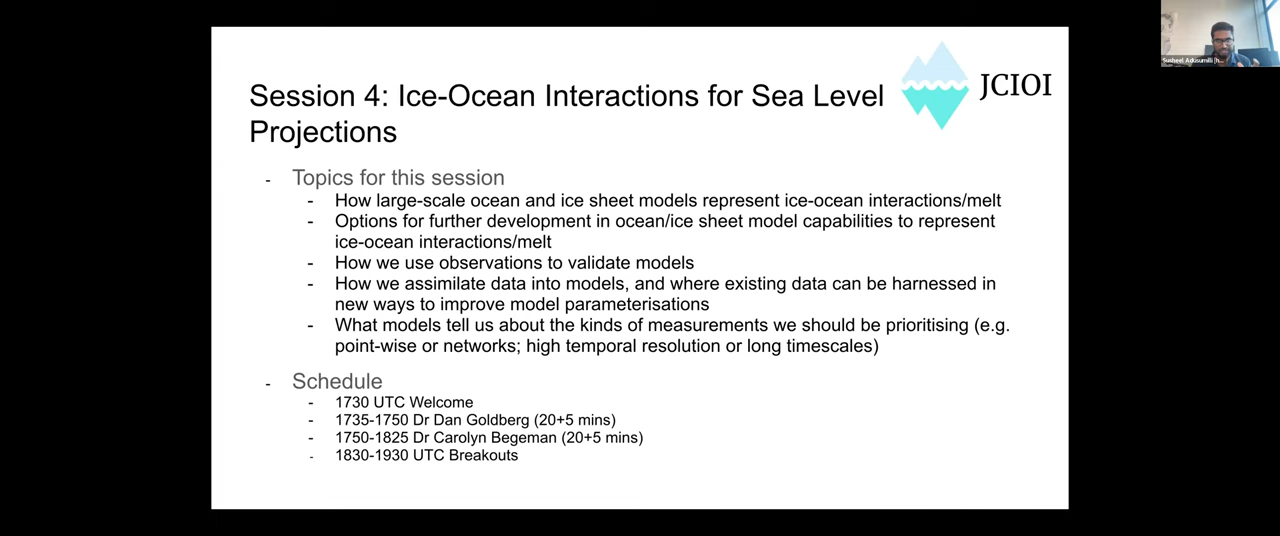 Session 4: Ice-Ocean Interactions for Sea Level
Projections
JCIOI
Susheel Adusumilli
- Topics for this session
- How large-scale ocean and ice sheet models represent ice-ocean interactions/melt
- Options for further development in ocean/ice sheet model capabilities to represent
ice-ocean interactions/melt
- How we use observations to validate models
- How we assimilate data into models, and where existing data can be harnessed in
new ways to improve model parameterisations
- What models tell us about the kinds of measurements we should be prioritising (e.g.
point-wise or networks; high temporal resolution or long timescales)
- Schedule
- 1730 UTC Welcome
- 1735-1750 Dr Dan Goldberg (20+5 mins)
- 1750-1825 Dr Carolyn Begeman (20+5 mins)
- 1830-1930 UTC Breakouts